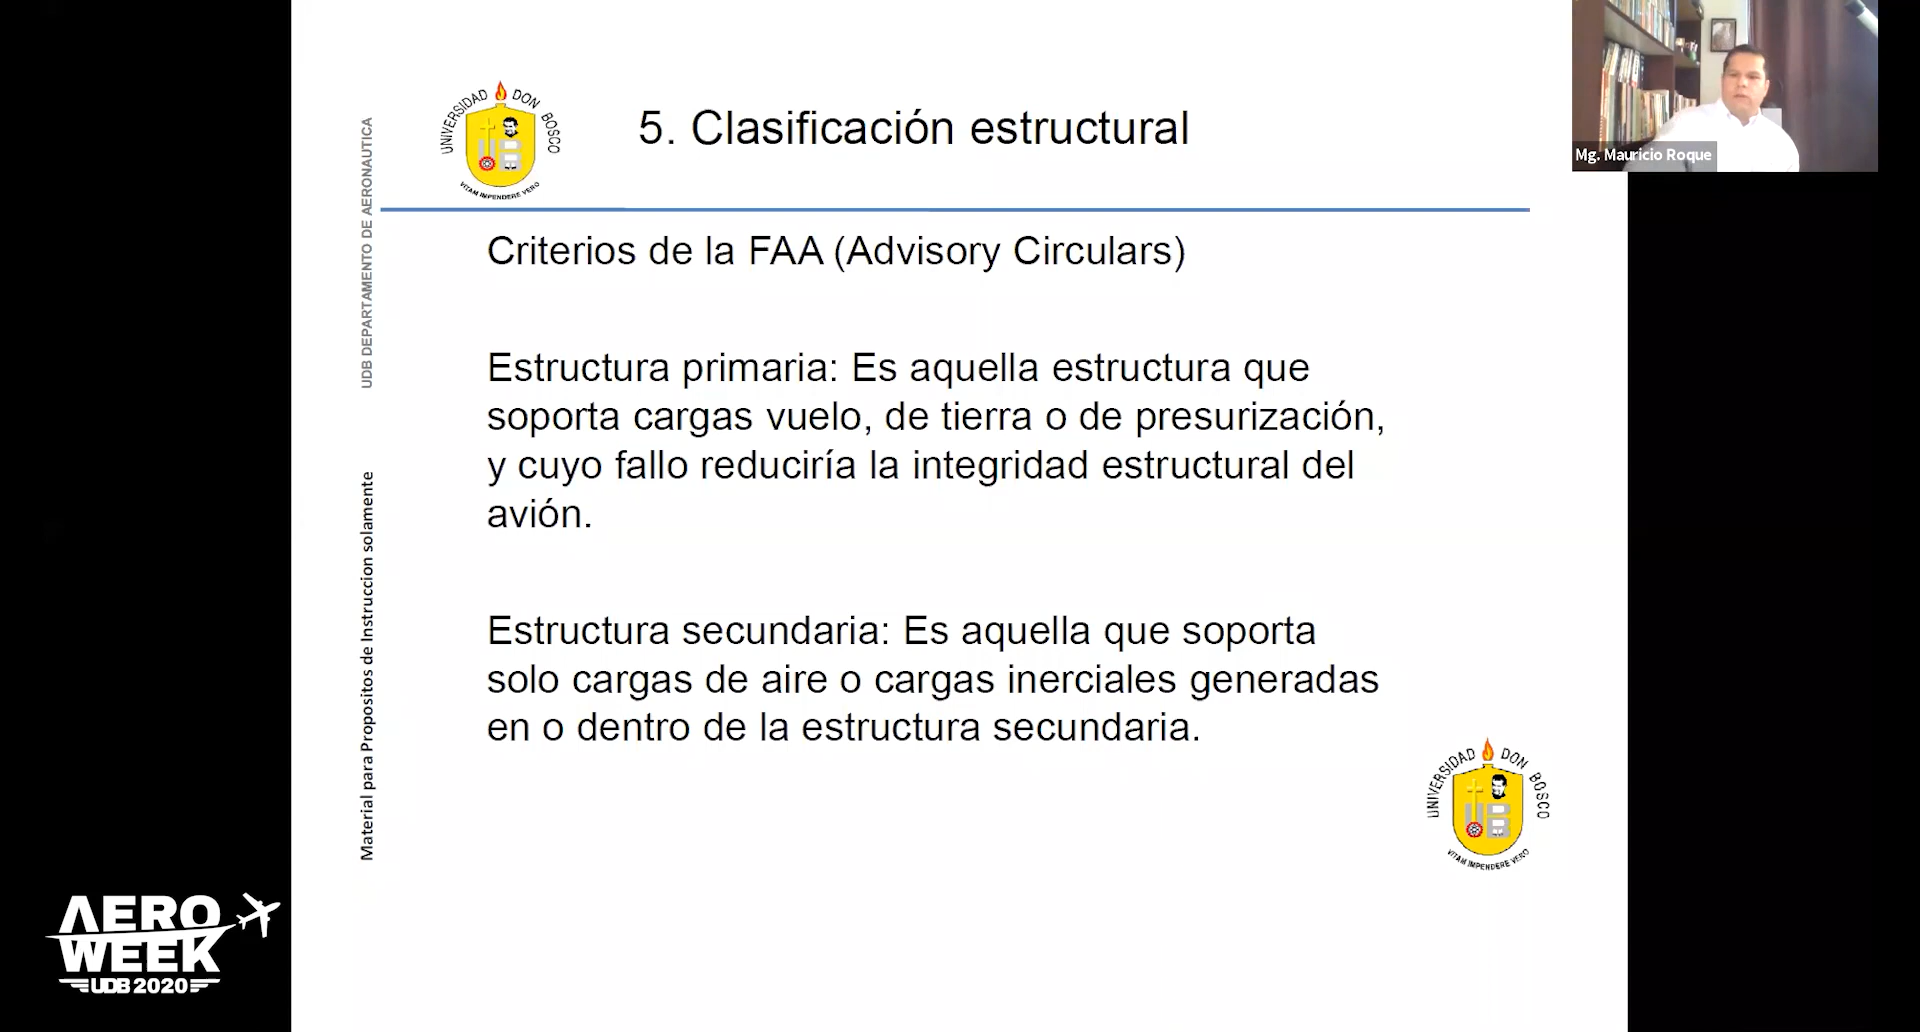 UNIVERSIDAD DON BOSCO
UB
VITAM IMPENDERE VERO
5. Clasificación estructural
Mg. Mauricio Roque
UDB DEPARTAMENTO DE AERONAUTICA
Material para Propositos de Instruccion solamente
Criterios de la FAA (Advisory Circulars)
Estructura primaria: Es aquella estructura que
soporta cargas vuelo, de tierra o de presurización,
y cuyo fallo reduciría la integridad estructural del
avión.
Estructura secundaria: Es aquella que soporta
solo cargas de aire o cargas inerciales generadas
en o dentro de la estructura secundaria.
UNIVERSIDAD DON BOSCO
UB
VITAM IMPENDERE VERO
AERO
WEEK
UDB 2020